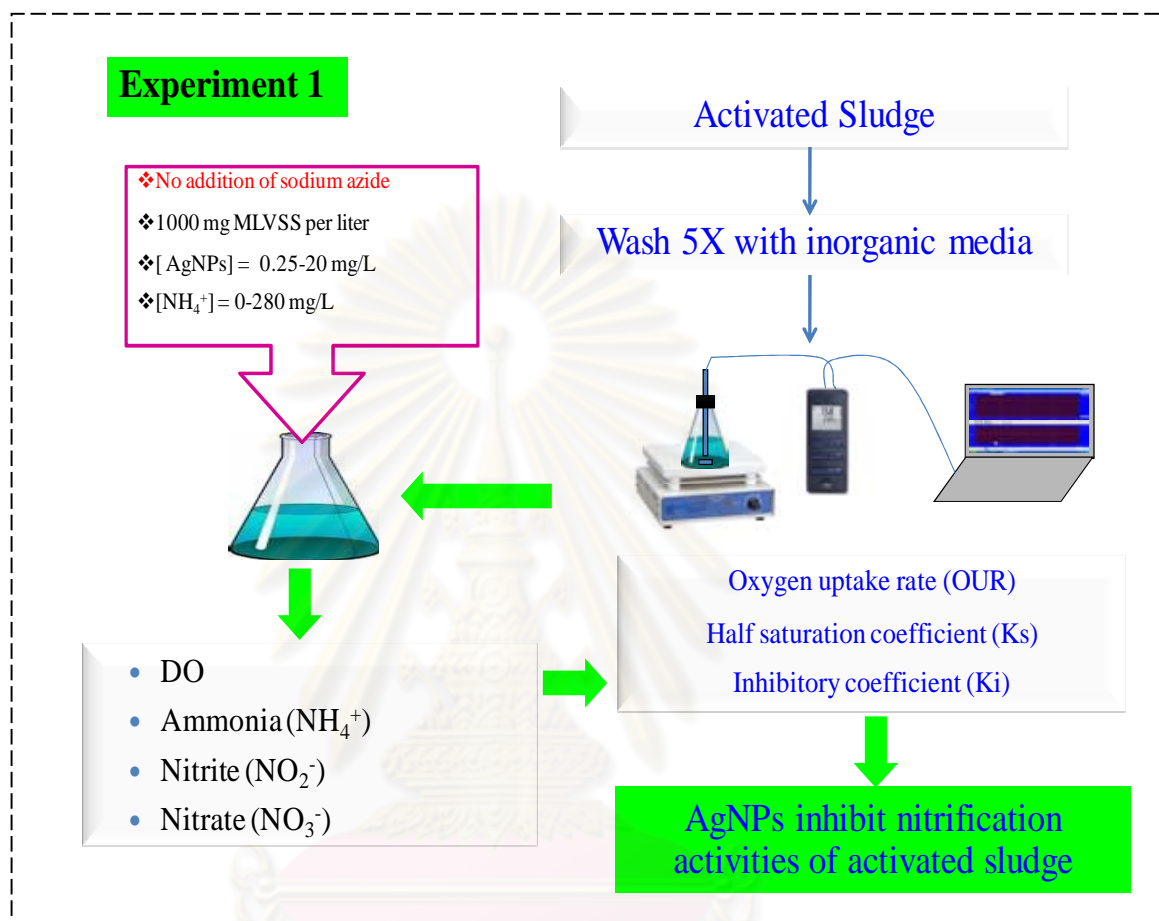 Experiment 1
Activated Sludge
❖No addition of sodium azide
❖1000 mg MLVSS per liter
❖[ AgNPs] = 0.25-20 mg/L
❖[NH₄⁺] = 0-280 mg/L
Wash 5X with inorganic media
Oxygen uptake rate (OUR)
Half saturation coefficient (Ks)
Inhibitory coefficient (Ki)
• DO
• Ammonia (NH₄⁺)
• Nitrite (NO₂⁻)
• Nitrate (NO₃⁻)
AgNPs inhibit nitrification
activities of activated sludge